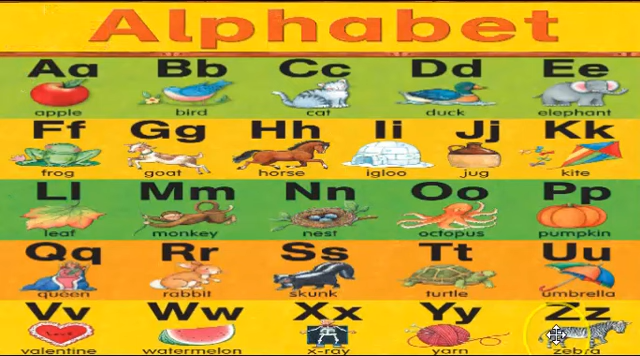 Alphabet
Aa Bb Cc Dd Ee
apple bird cat duck elephant
Ff Gg Hh Ii Jj Kk
frog goat horse igloo jug kite
Ll Mm Nn Oo Pp
leaf monkey nest octopus pumpkin
Qq Rr Ss Tt Uu
queen rabbit skunk turtle umbrella
Vv Ww Xx Yy Zz
valentine watermelon x-ray yarn zebra